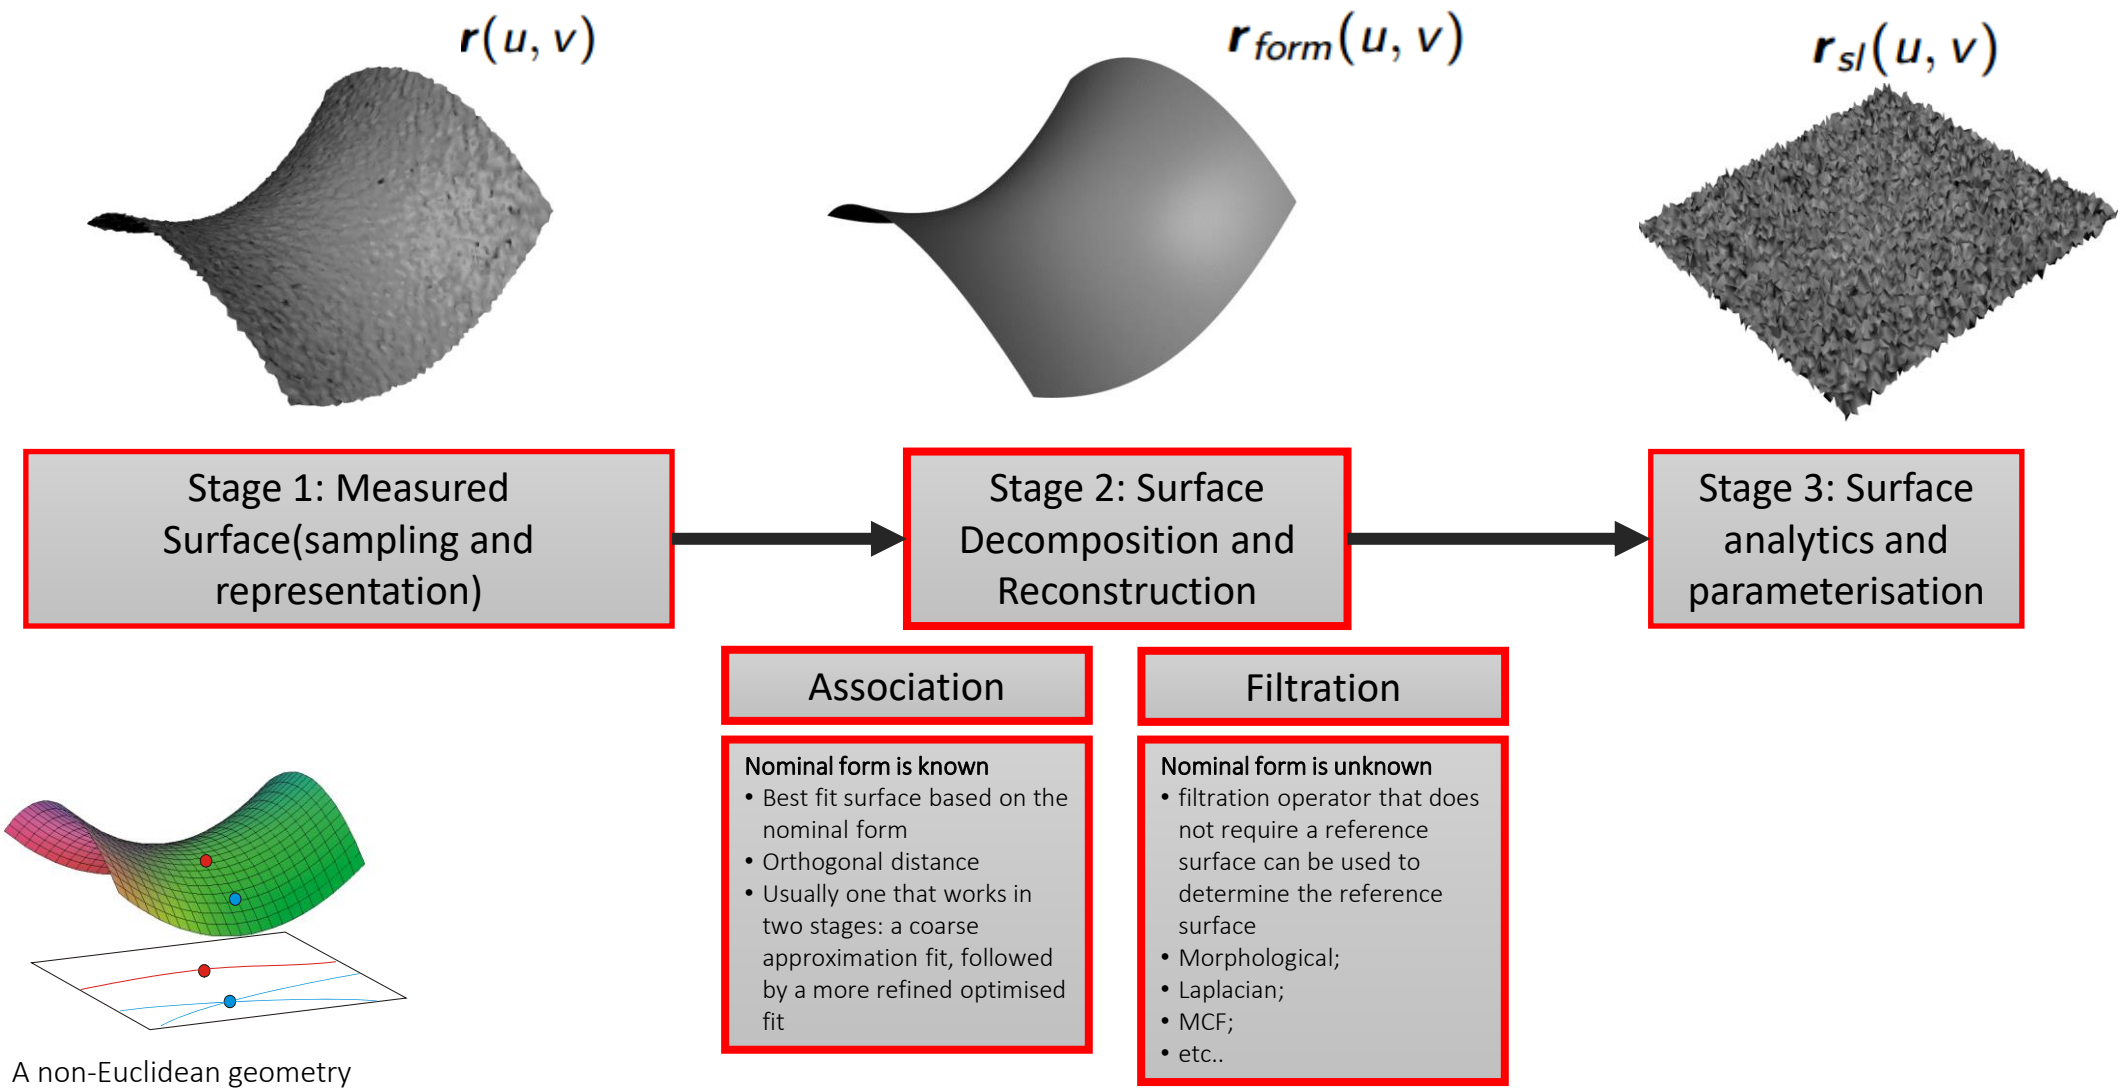 r(u, v)
r_form(u, v)
r_sl(u, v)
Stage 1: Measured
Surface(sampling and
representation)
Stage 2: Surface
Decomposition and
Reconstruction
Stage 3: Surface
analytics and
parameterisation
Association
Nominal form is known
• Best fit surface based on the
nominal form
• Orthogonal distance
• Usually one that works in
two stages: a coarse
approximation fit, followed
by a more refined optimised
fit
Filtration
Nominal form is unknown
• filtration operator that does
not require a reference
surface can be used to
determine the reference
surface
• Morphological;
• Laplacian;
• MCF;
• etc..
A non-Euclidean geometry